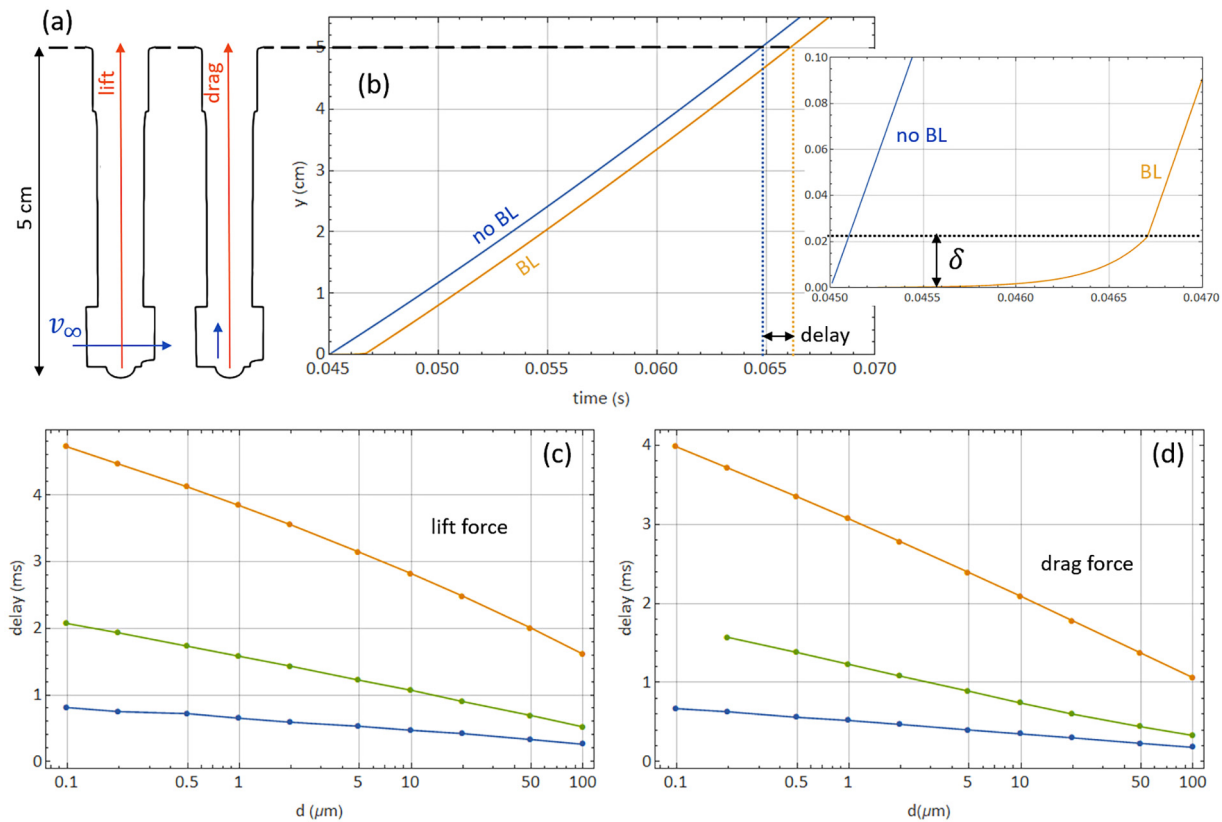 (a)
5 cm
lift
drag
v∞
(b)
y (cm)
5
4
3
2
1
0
no BL
BL
delay
0.045
0.050
0.055
0.060
0.065
0.070
time (s)
0.10
0.08
0.06
0.04
0.02
0.00
no BL
BL
δ
0.0450
0.0455
0.0460
0.0465
0.0470
(c)
lift force
delay (ms)
4
3
2
1
0
0.1
0.5
1
5
10
50
100
d (μm)
(d)
drag force
delay (ms)
4
3
2
1
0
0.1
0.5
1
5
10
50
100
d(μm)